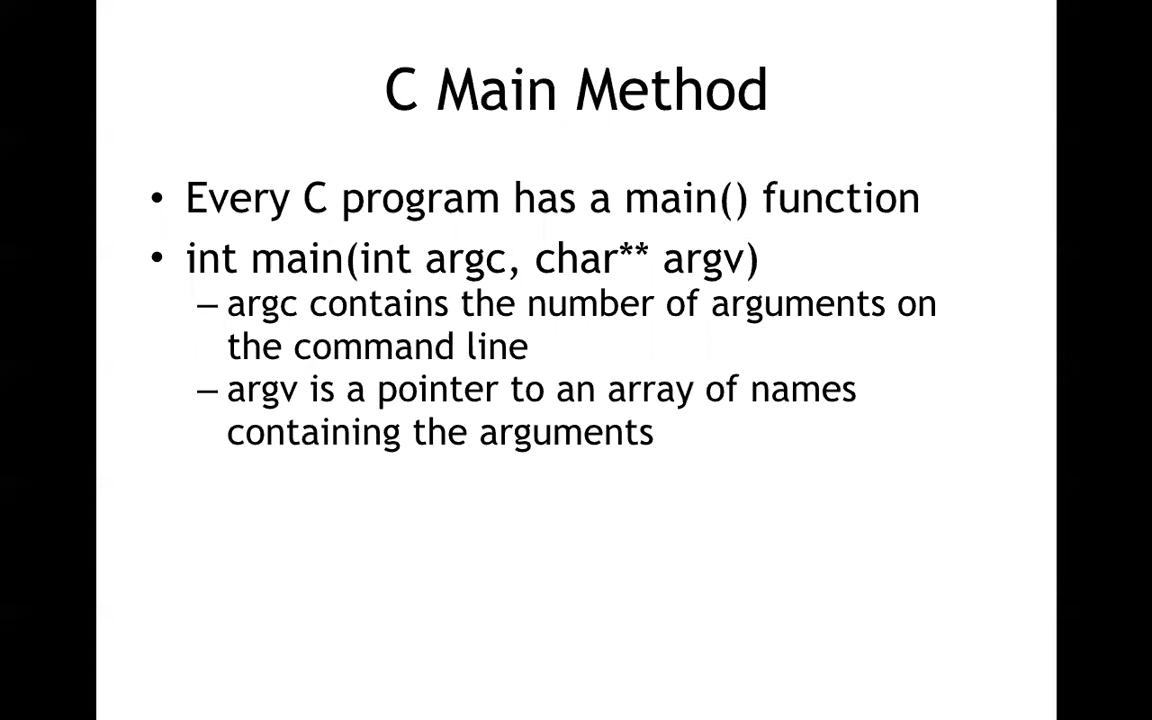 C Main Method
• Every C program has a main() function
• int main(int argc, char** argv)
– argc contains the number of arguments on
the command line
– argv is a pointer to an array of names
containing the arguments